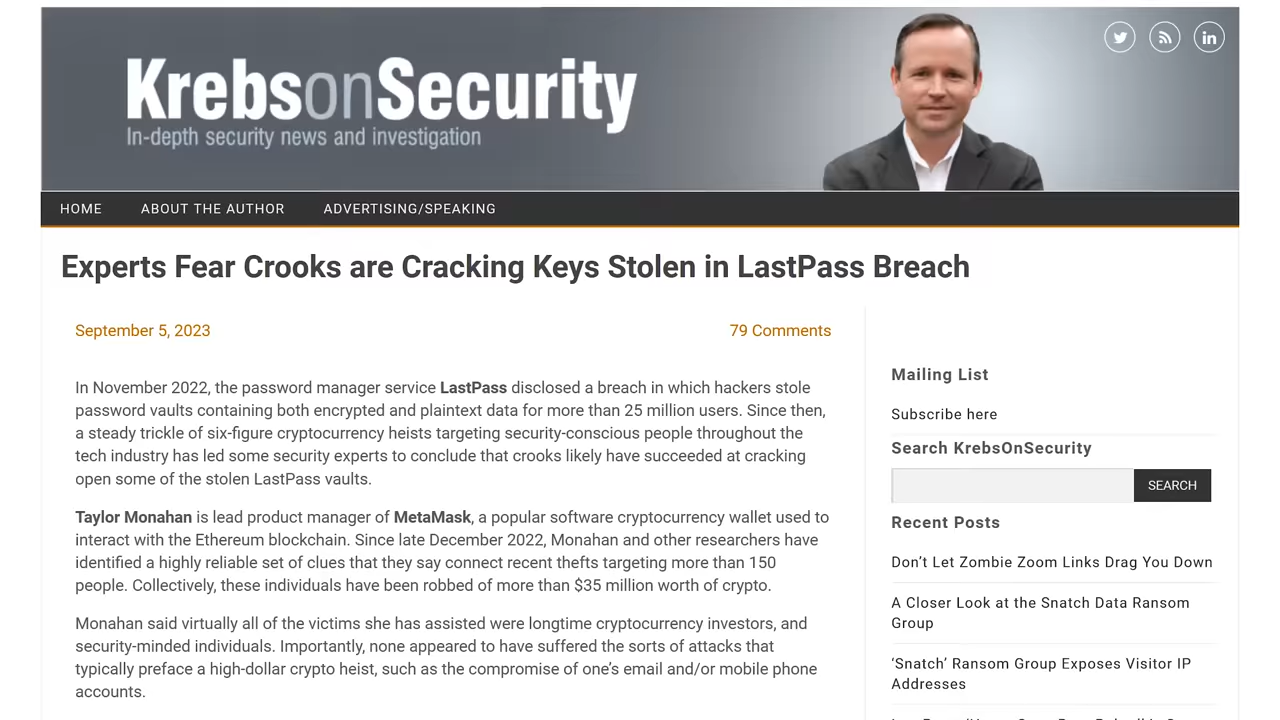 KrebsonSecurity
In-depth security news and investigation
in
HOME
ABOUT THE AUTHOR
ADVERTISING/SPEAKING
Experts Fear Crooks are Cracking Keys Stolen in LastPass Breach
September 5, 2023
79 Comments
In November 2022, the password manager service LastPass disclosed a breach in which hackers stole
password vaults containing both encrypted and plaintext data for more than 25 million users. Since then,
a steady trickle of six-figure cryptocurrency heists targeting security-conscious people throughout the
tech industry has led some security experts to conclude that crooks likely have succeeded at cracking
open some of the stolen LastPass vaults.
Taylor Monahan is lead product manager of MetaMask, a popular software cryptocurrency wallet used to
interact with the Ethereum blockchain. Since late December 2022, Monahan and other researchers have
identified a highly reliable set of clues that they say connect recent thefts targeting more than 150
people. Collectively, these individuals have been robbed of more than $35 million worth of crypto.
Monahan said virtually all of the victims she has assisted were longtime cryptocurrency investors, and
security-minded individuals. Importantly, none appeared to have suffered the sorts of attacks that
typically preface a high-dollar crypto heist, such as the compromise of one’s email and/or mobile phone
accounts.
Mailing List
Subscribe here
Search KrebsOnSecurity
SEARCH
Recent Posts
Don’t Let Zombie Zoom Links Drag You Down
A Closer Look at the Snatch Data Ransom
Group
‘Snatch’ Ransom Group Exposes Visitor IP
Addresses